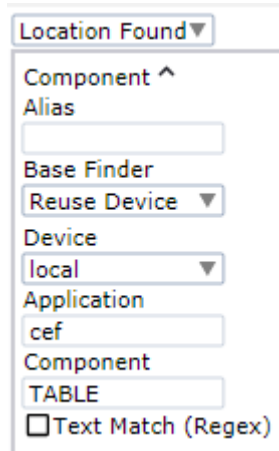 Location Found
Component ^
Alias
Base Finder
Reuse Device
Device
local
Application
cef
Component
TABLE
Text Match (Regex)